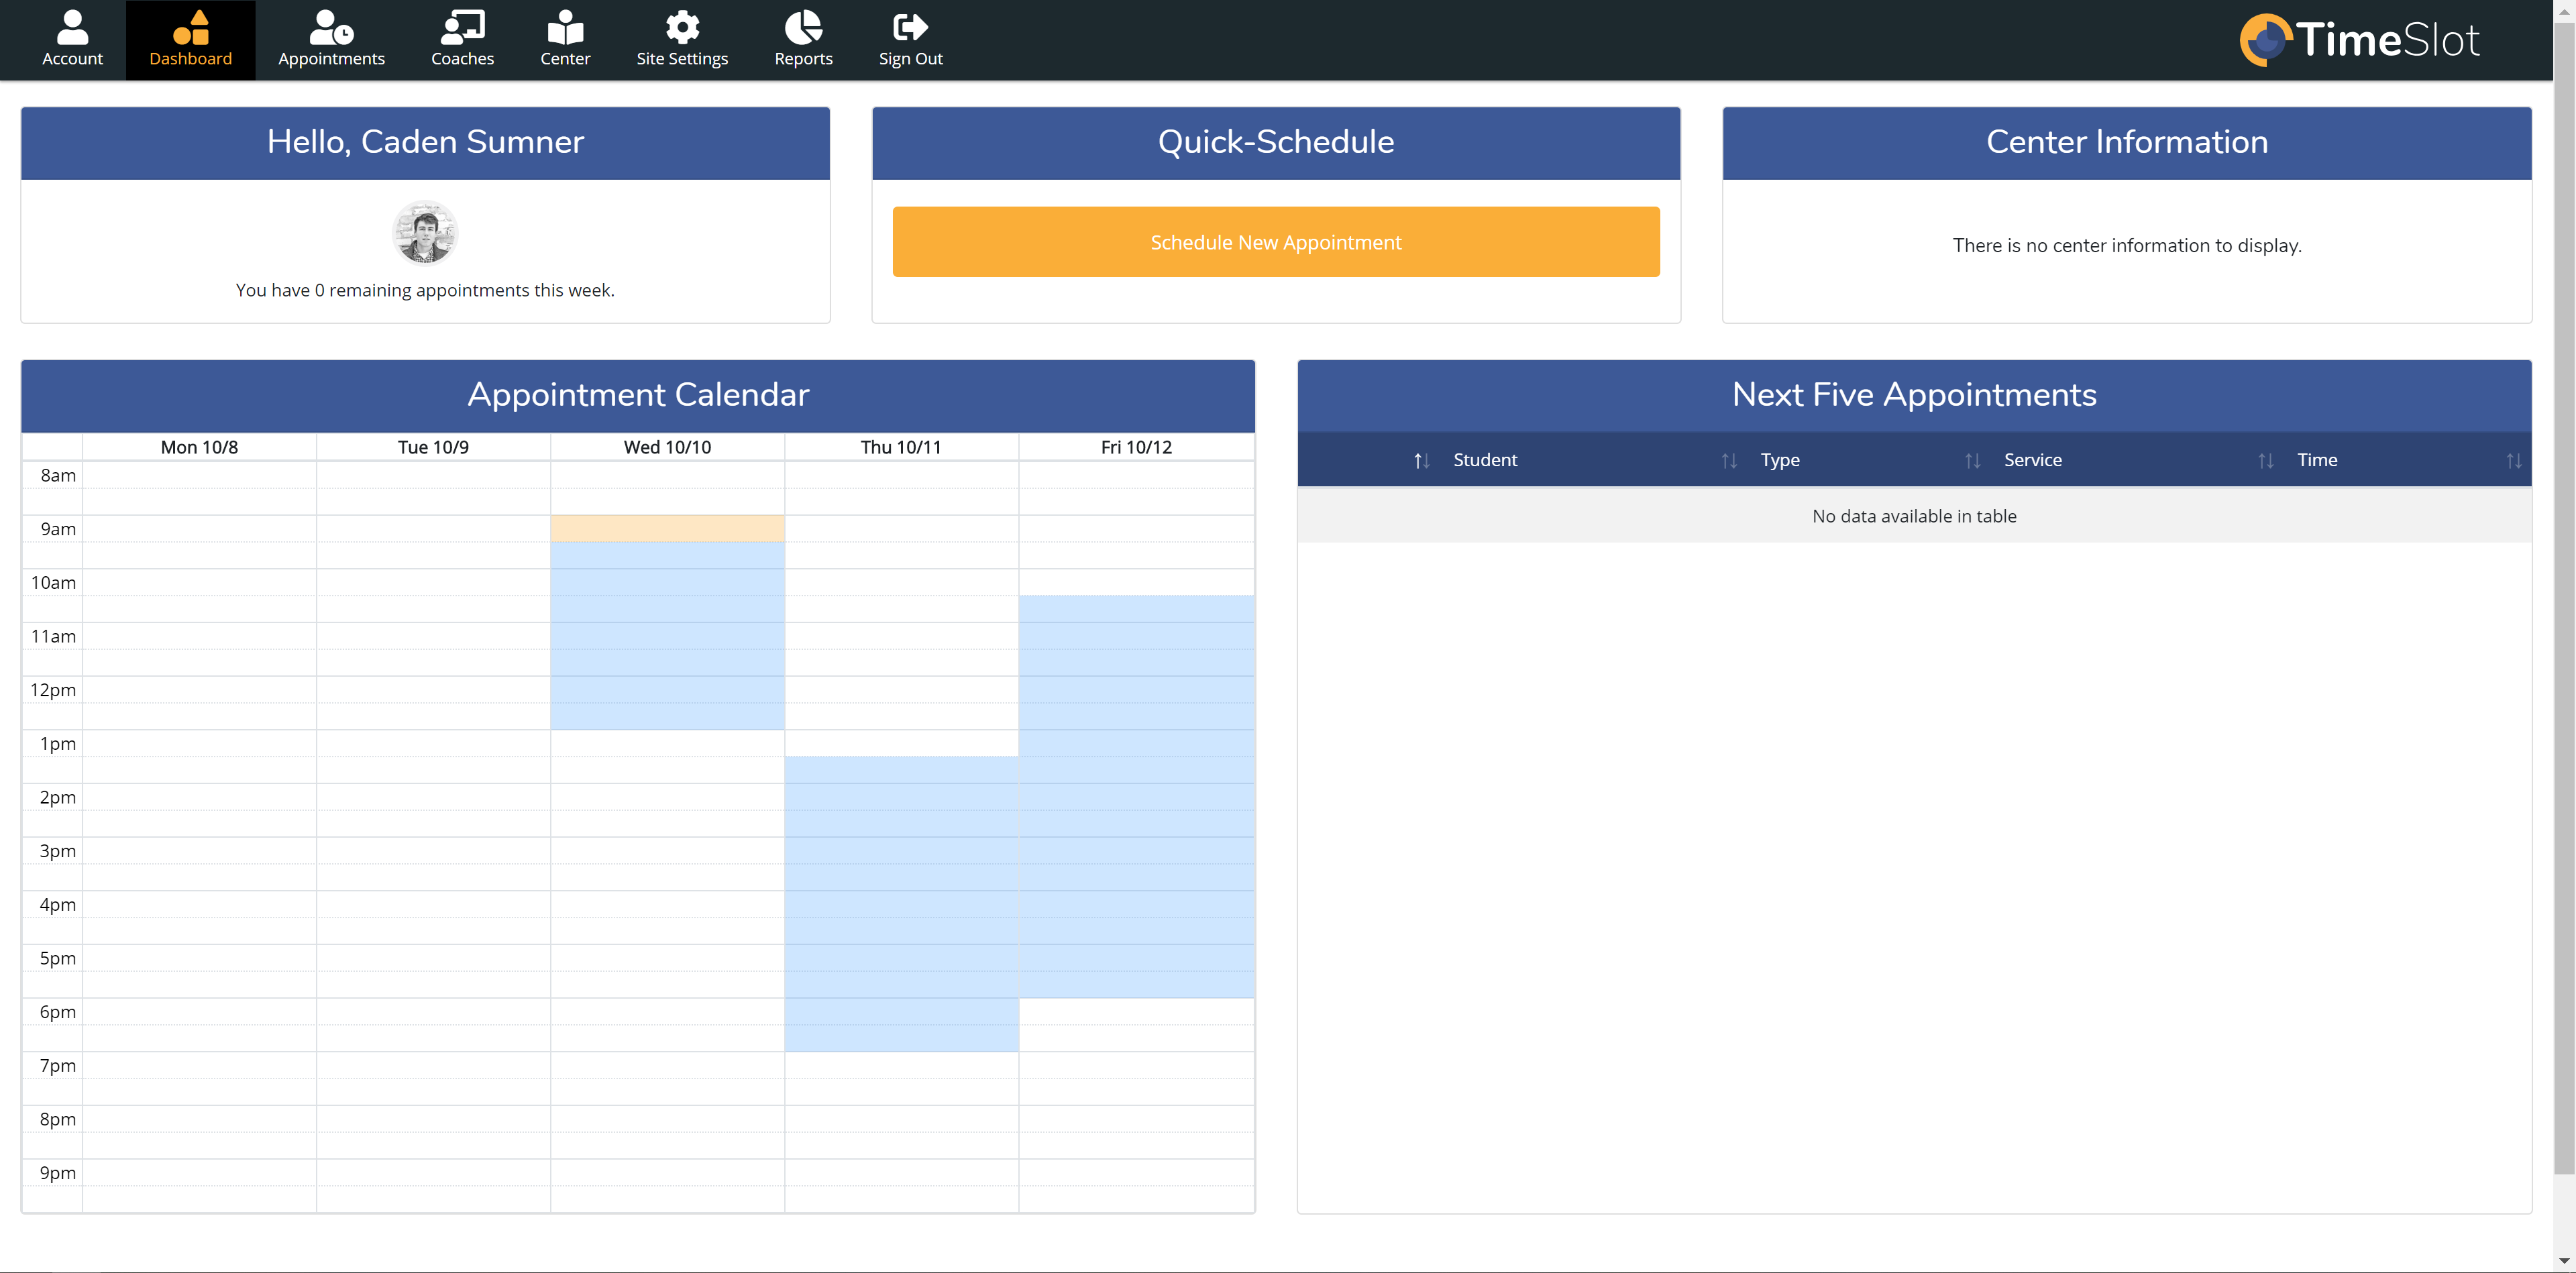 Account Dashboard Appointments Coaches Center Site Settings Reports Sign Out TimeSlot
Hello, Caden Sumner
You have 0 remaining appointments this week.
Quick-Schedule
Schedule New Appointment
Center Information
There is no center information to display.
Appointment Calendar
Mon 10/8 Tue 10/9 Wed 10/10 Thu 10/11 Fri 10/12
8am
9am
10am
11am
12pm
1pm
2pm
3pm
4pm
5pm
6pm
7pm
8pm
9pm
Next Five Appointments
Student Type Service Time
No data available in table